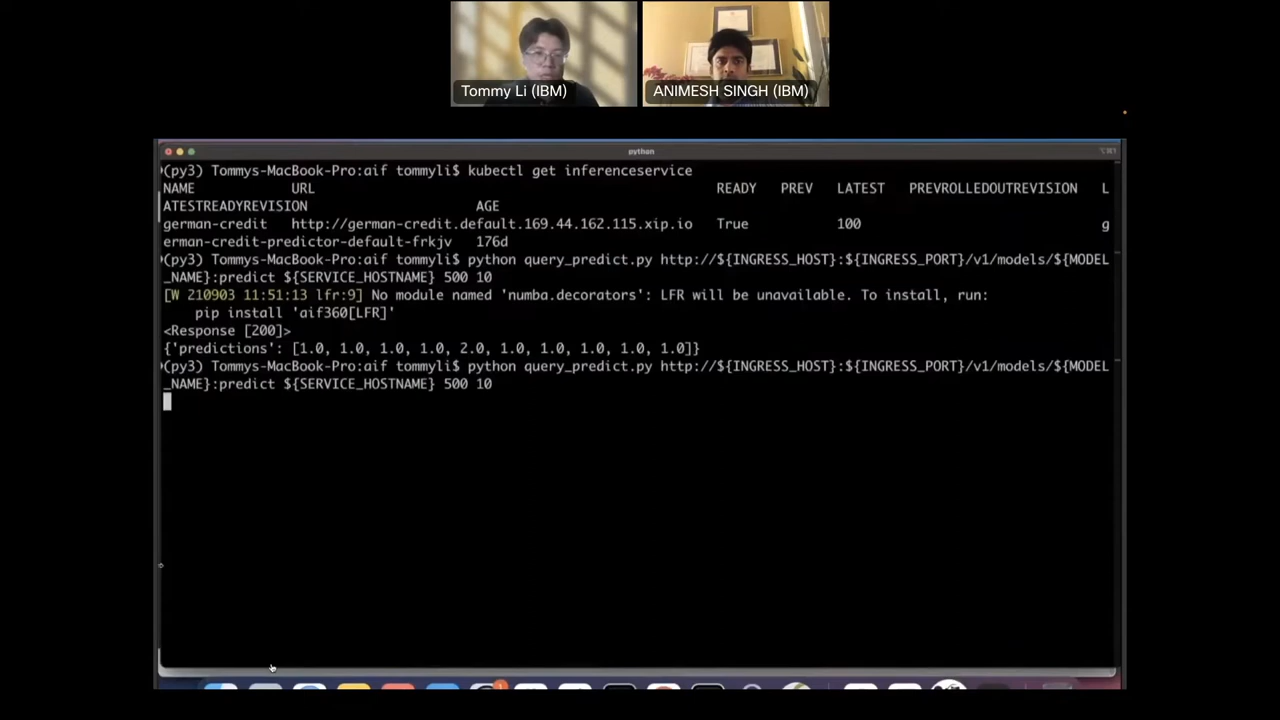 Tommy Li (IBM)
ANIMESH SINGH (IBM)
python
(py3) Tommys-MacBook-Pro:aif tommyli$ kubectl get inferenceservice
NAME URL READY PREV LATEST PREVROLLEDOUTREVISION L
ATESTREADYREVISION AGE
german-credit http://german-credit.default.169.44.162.115.xip.io True 100 g
erman-credit-predictor-default-frkjv 176d
(py3) Tommys-MacBook-Pro:aif tommyli$ python query_predict.py http://${INGRESS_HOST}:${INGRESS_PORT}/v1/models/${MODEL
_NAME}:predict ${SERVICE_HOSTNAME} 500 10
[W 210903 11:51:13 lfr:9] No module named 'numba.decorators': LFR will be unavailable. To install, run:
pip install 'aif360[LFR]'
<Response [200]>
{'predictions': [1.0, 1.0, 1.0, 1.0, 2.0, 1.0, 1.0, 1.0, 1.0, 1.0]}
(py3) Tommys-MacBook-Pro:aif tommyli$ python query_predict.py http://${INGRESS_HOST}:${INGRESS_PORT}/v1/models/${MODEL
_NAME}:predict ${SERVICE_HOSTNAME} 500 10